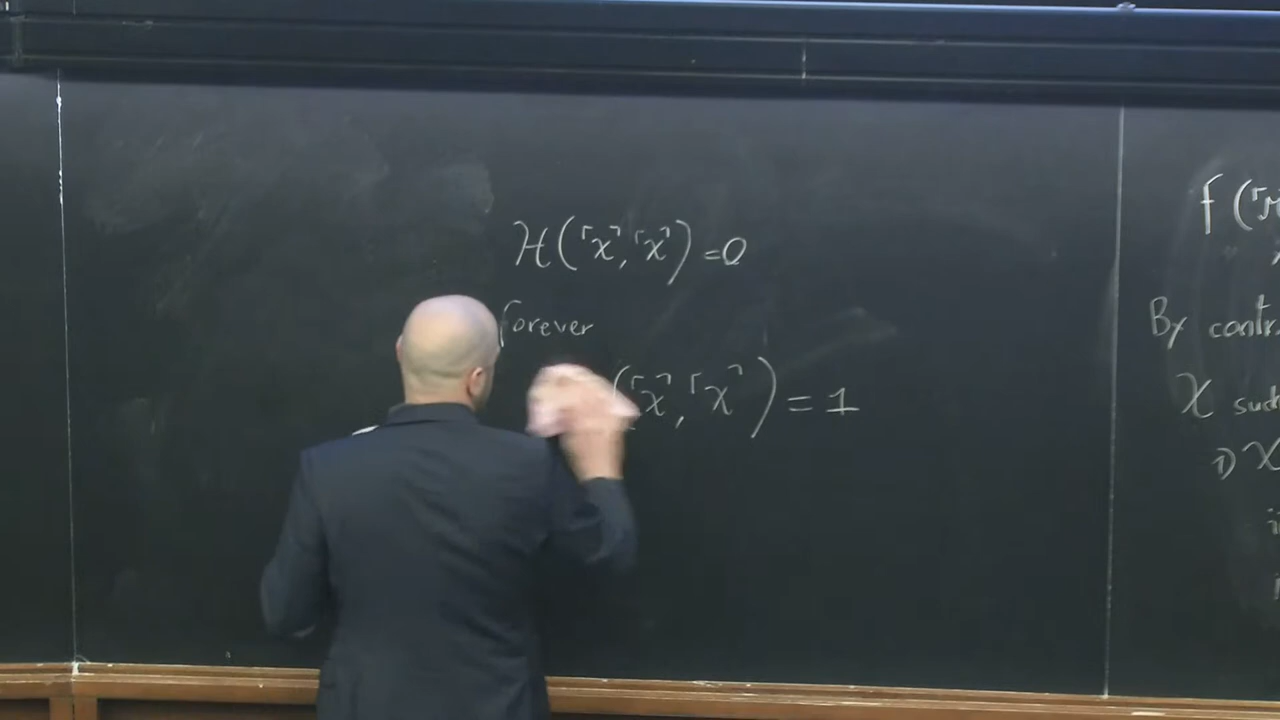 H(⌜χ⌝, ⌜χ⌝) = 0
forever
(⌜χ⌝, ⌜χ⌝) = 1
f(⌜
By contr
χ such
1) χ